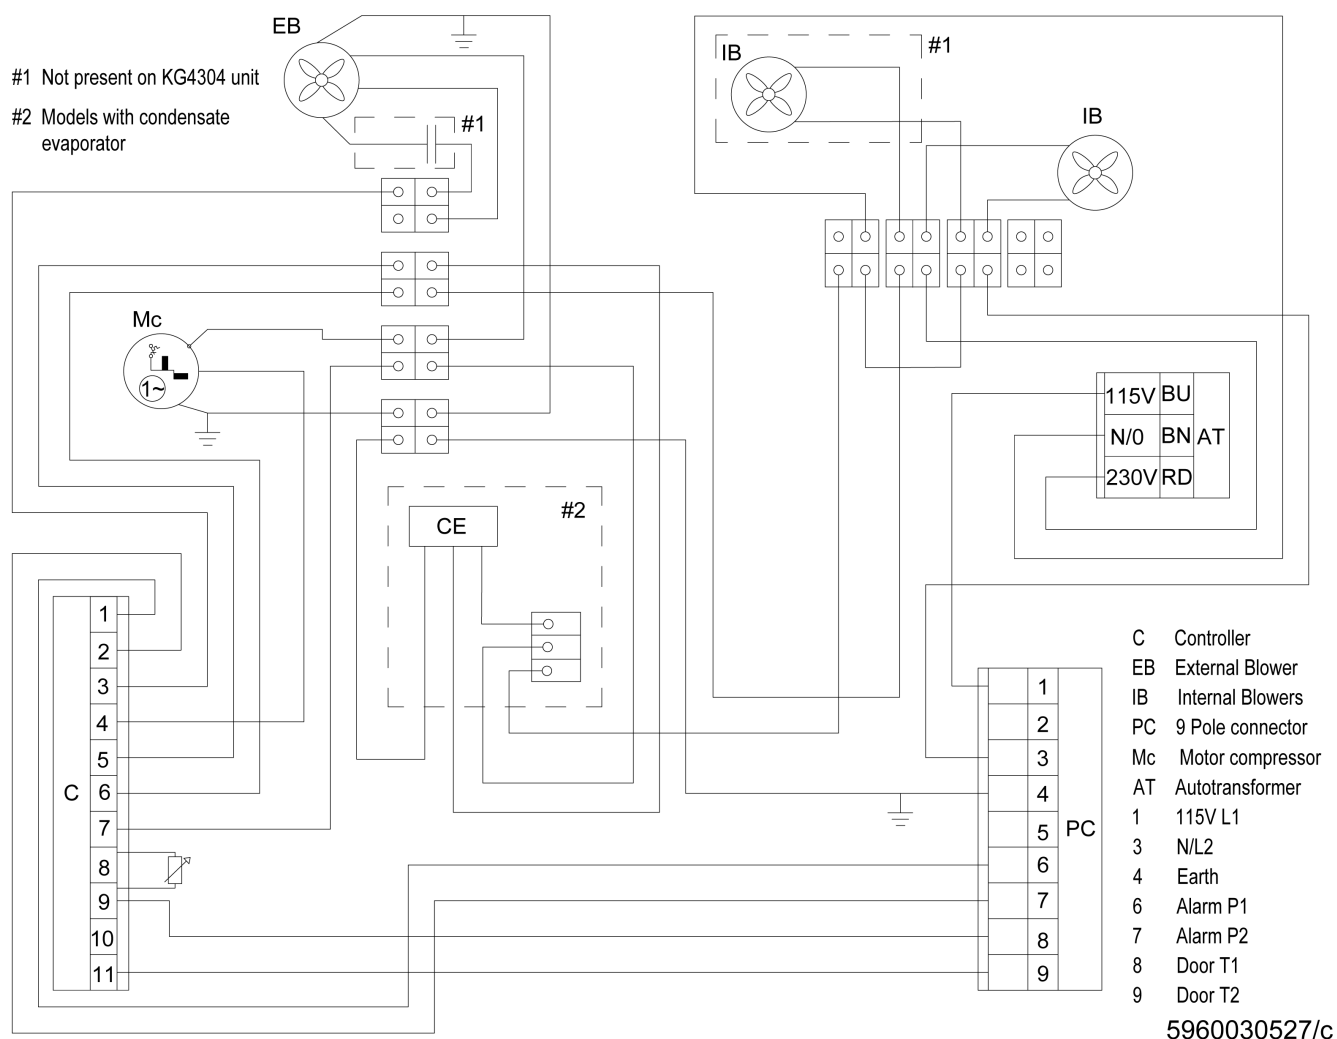 EB
#1 Not present on KG4304 unit
#2 Models with condensate
evaporator
#1
IB
#1
IB
Mc
1~
115V BU
N/0 BN AT
230V RD
#2
CE
C
1
2
3
4
5
6
7
8
9
10
11
1
2
3
4
5
6
7
8
9
PC
C Controller
EB External Blower
IB Internal Blowers
PC 9 Pole connector
Mc Motor compressor
AT Autotransformer
1 115V L1
3 N/L2
4 Earth
6 Alarm P1
7 Alarm P2
8 Door T1
9 Door T2
5960030527/c